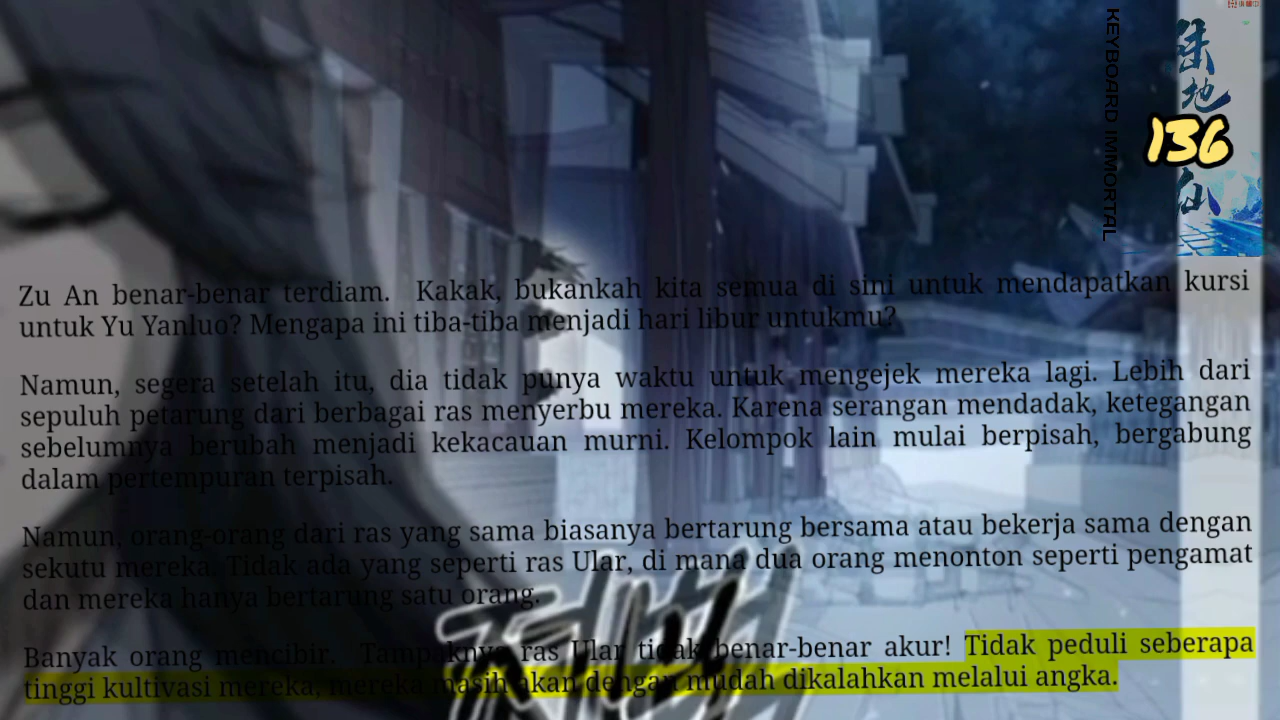 KEYBOARD IMMORTAL
陆地
仙
136
Zu An benar-benar terdiam. Kakak, bukankah kita semua di sini untuk mendapatkan kursi
untuk Yu Yanluo? Mengapa ini tiba-tiba menjadi hari libur untukmu?
Namun, segera setelah itu, dia tidak punya waktu untuk mengejek mereka lagi. Lebih dari
sepuluh petarung dari berbagai ras menyerbu mereka. Karena serangan mendadak, ketegangan
sebelumnya berubah menjadi kekacauan murni. Kelompok lain mulai berpisah, bergabung
dalam pertempuran terpisah.
Namun, orang-orang dari ras yang sama biasanya bertarung bersama atau bekerja sama dengan
sekutu mereka. Tidak ada yang seperti ras Ular, di mana dua orang menonton seperti pengamat
dan mereka hanya bertarung satu orang.
Banyak orang mencibir. Tampaknya ras Ular tidak benar-benar akur! Tidak peduli seberapa
tinggi kultivasi mereka, mereka masih akan dengan mudah dikalahkan melalui angka.